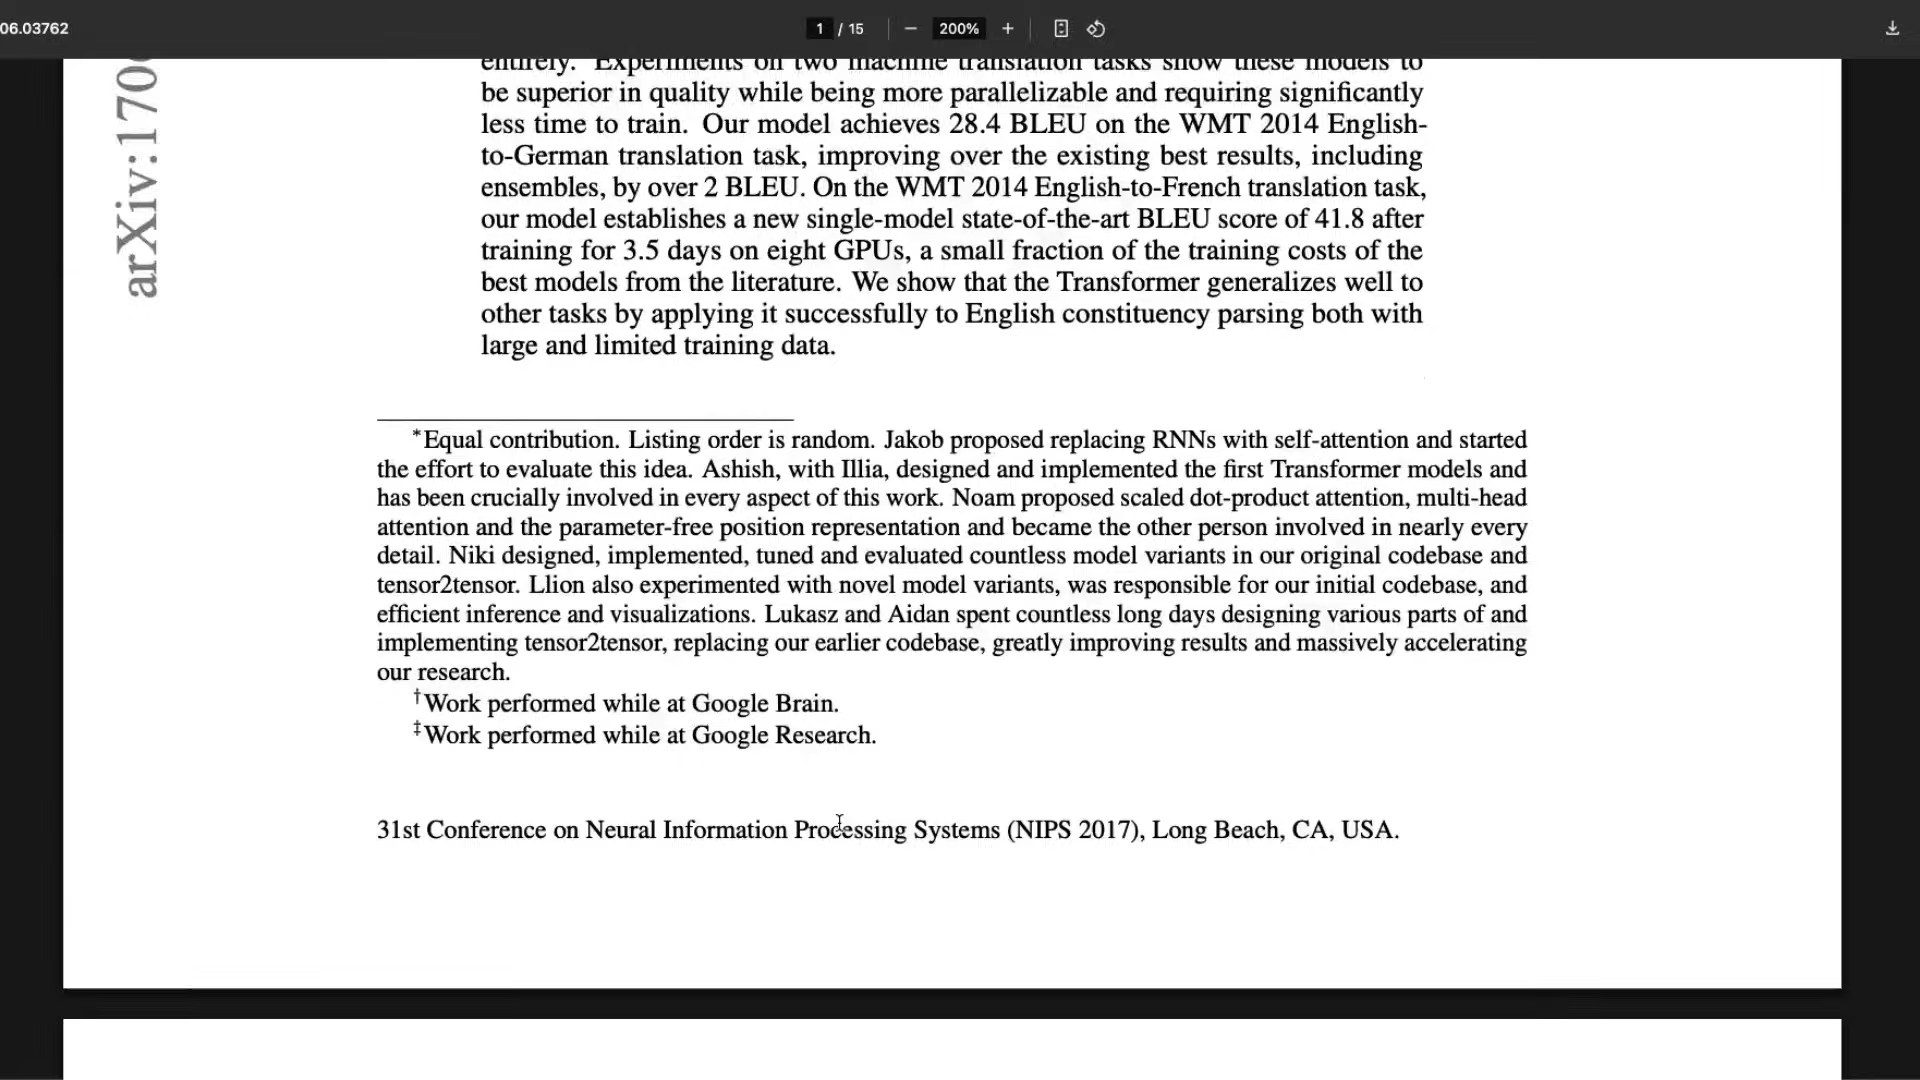 06.03762
1 / 15
200%
arXiv:170
entirely. Experiments on two machine translation tasks show these models to
be superior in quality while being more parallelizable and requiring significantly
less time to train. Our model achieves 28.4 BLEU on the WMT 2014 English-
to-German translation task, improving over the existing best results, including
ensembles, by over 2 BLEU. On the WMT 2014 English-to-French translation task,
our model establishes a new single-model state-of-the-art BLEU score of 41.8 after
training for 3.5 days on eight GPUs, a small fraction of the training costs of the
best models from the literature. We show that the Transformer generalizes well to
other tasks by applying it successfully to English constituency parsing both with
large and limited training data.
*Equal contribution. Listing order is random. Jakob proposed replacing RNNs with self-attention and started
the effort to evaluate this idea. Ashish, with Illia, designed and implemented the first Transformer models and
has been crucially involved in every aspect of this work. Noam proposed scaled dot-product attention, multi-head
attention and the parameter-free position representation and became the other person involved in nearly every
detail. Niki designed, implemented, tuned and evaluated countless model variants in our original codebase and
tensor2tensor. Llion also experimented with novel model variants, was responsible for our initial codebase, and
efficient inference and visualizations. Lukasz and Aidan spent countless long days designing various parts of and
implementing tensor2tensor, replacing our earlier codebase, greatly improving results and massively accelerating
our research.
†Work performed while at Google Brain.
‡Work performed while at Google Research.
31st Conference on Neural Information Processing Systems (NIPS 2017), Long Beach, CA, USA.